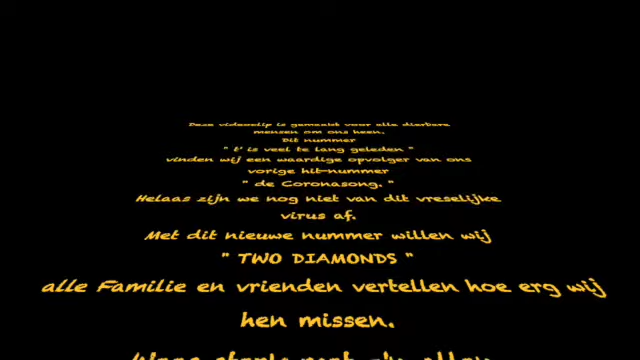 Deze videoclip is gemaakt voor alle dierbare
mensen om ons heen.
Dit nummer
" t' is veel te lang geleden "
vinden wij een waardige opvolger van ons
vorige hit-nummer
" de Coronasong. "
Helaas zijn we nog niet van dit vreselijke
virus af.
Met dit nieuwe nummer willen wij
" TWO DIAMONDS "
alle Familie en vrienden vertellen hoe erg wij
hen missen.